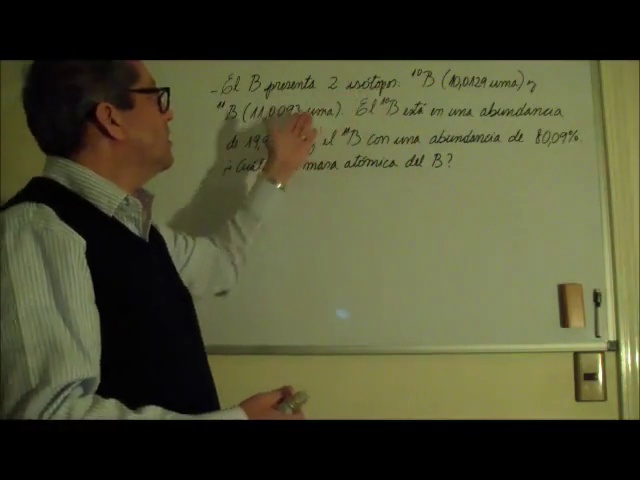 - El B presenta 2 isótopos: ¹⁰B (10,0129 uma) y
¹¹B (11,0093 uma). El ¹⁰B está en una abundancia
de 19,9 y el ¹¹B con una abundancia de 80,09%.
¿Cuál masa atómica del B?